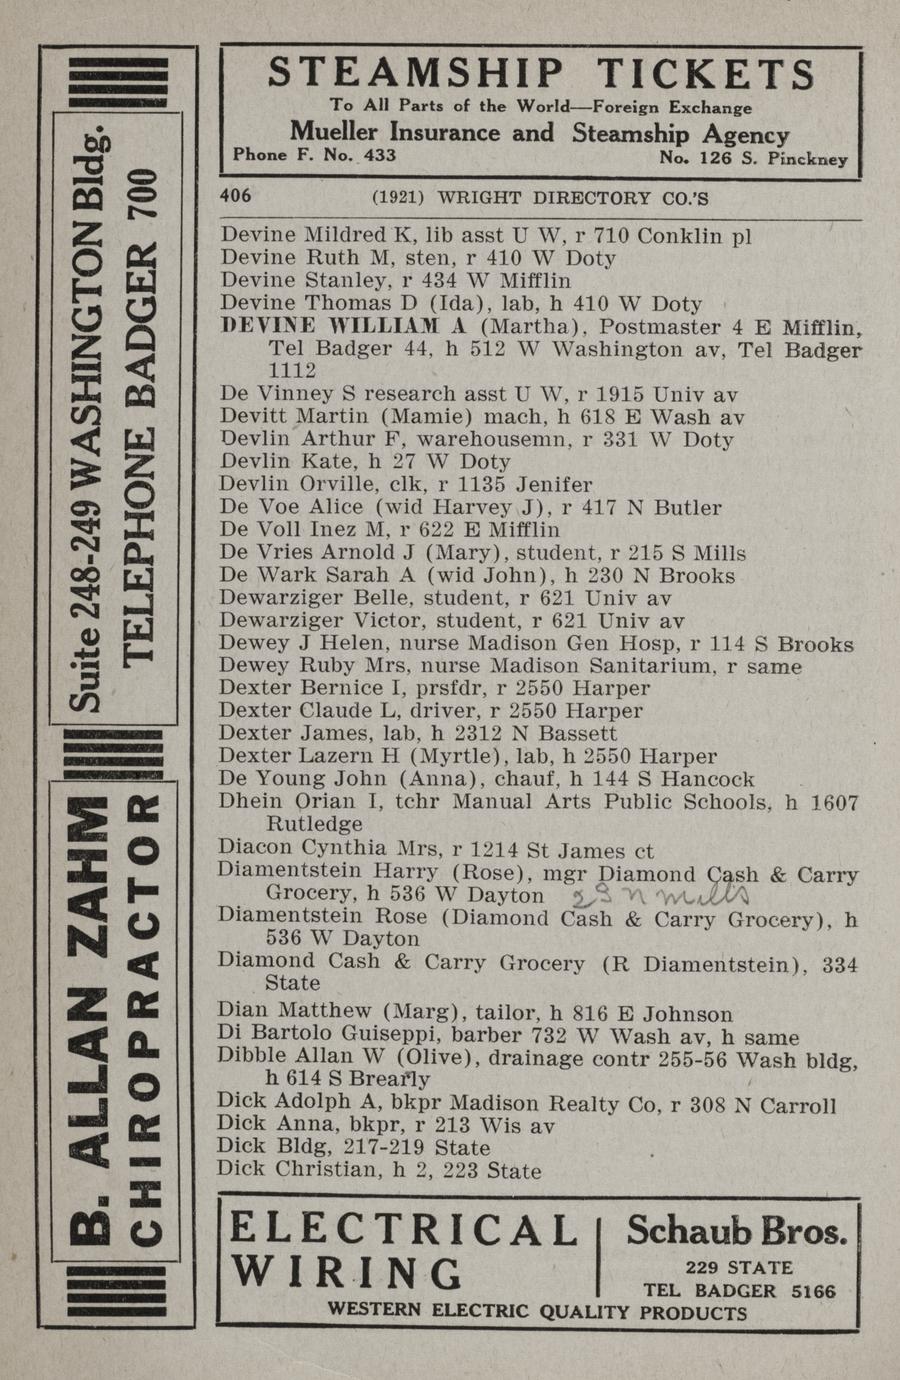 STEAMSHIP TICKETS
To All Parts of the World—Foreign Exchange
Mueller Insurance and Steamship Agency
Phone F. No. 433 No. 126 S. Pinckney
406 (1921) WRIGHT DIRECTORY CO.'S
Devine Mildred K, lib asst U W, r 710 Conklin pl
Devine Ruth M, sten, r 410 W Doty
Devine Stanley, r 434 W Mifflin
Devine Thomas D (Ida), lab, h 410 W Doty
DEVINE WILLIAM A (Martha), Postmaster 4 E Mifflin,
Tel Badger 44, h 512 W Washington av, Tel Badger
1112
De Vinney S research asst U W, r 1915 Univ av
Devitt Martin (Mamie) mach, h 618 E Wash av
Devlin Arthur F, warehousemn, r 331 W Doty
Devlin Kate, h 27 W Doty
Devlin Orville, clk, r 1135 Jenifer
De Voe Alice (wid Harvey J), r 417 N Butler
De Voll Inez M, r 622 E Mifflin
De Vries Arnold J (Mary), student, r 215 S Mills
De Wark Sarah A (wid John), h 230 N Brooks
Dewarziger Belle, student, r 621 Univ av
Dewarziger Victor, student, r 621 Univ av
Dewey J Helen, nurse Madison Gen Hosp, r 114 S Brooks
Dewey Ruby Mrs, nurse Madison Sanitarium, r same
Dexter Bernice I, prsfdr, r 2550 Harper
Dexter Claude L, driver, r 2550 Harper
Dexter James, lab, h 2312 N Bassett
Dexter Lazern H (Myrtle), lab, h 2550 Harper
De Young John (Anna), chauf, h 144 S Hancock
Dhein Orian I, tchr Manual Arts Public Schools, h 1607
Rutledge
Diacon Cynthia Mrs, r 1214 St James ct
Diamentstein Harry (Rose), mgr Diamond Cash & Carry
Grocery, h 536 W Dayton N Mills
Diamentstein Rose (Diamond Cash & Carry Grocery), h
536 W Dayton
Diamond Cash & Carry Grocery (R Diamentstein), 334
State
Dian Matthew (Marg), tailor, h 816 E Johnson
Di Bartolo Guiseppi, barber 732 W Wash av, h same
Dibble Allan W (Olive), drainage contr 255-56 Wash bldg,
h 614 S Brearly
Dick Adolph A, bkpr Madison Realty Co, r 308 N Carroll
Dick Anna, bkpr, r 213 Wis av
Dick Bldg, 217-219 State
Dick Christian, h 2, 223 State
ELECTRICAL
WIRING
Schaub Bros.
229 STATE
TEL BADGER 5166
WESTERN ELECTRIC QUALITY PRODUCTS
B. ALLAN ZAHM
CHIROPRACTOR
Suite 248-249 WASHINGTON Bldg.
TELEPHONE BADGER 700